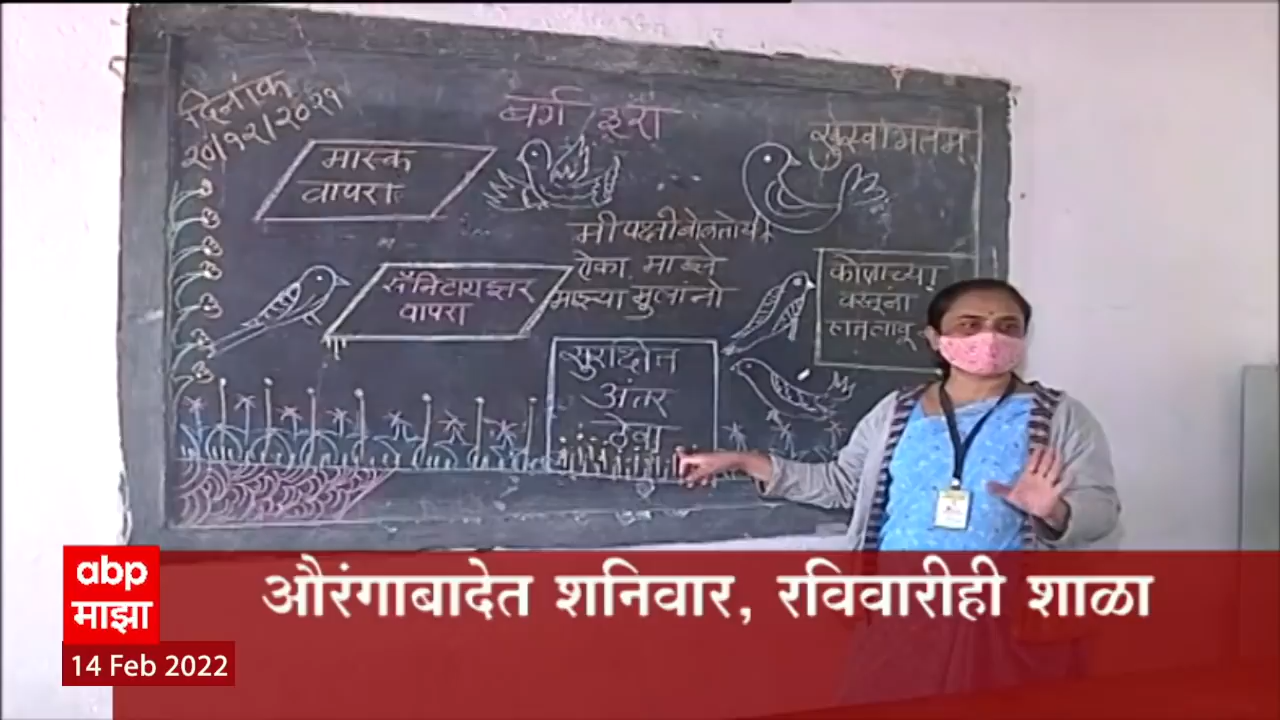 दिनांक
२०/१२/२०२१
वर्ग इ३रा
सुस्वागतम्
मास्क
वापरा
मी पक्षी बोलतोय
ऐका माझे
माझ्या मुलांनो
सॅनिटायझर
वापरा
कोणाच्या
वस्तूंना
हात लावू
सुरक्षित
अंतर
ठेवा
abp
माझा
औरंगाबादेत शनिवार, रविवारीही शाळा
14 Feb 2022